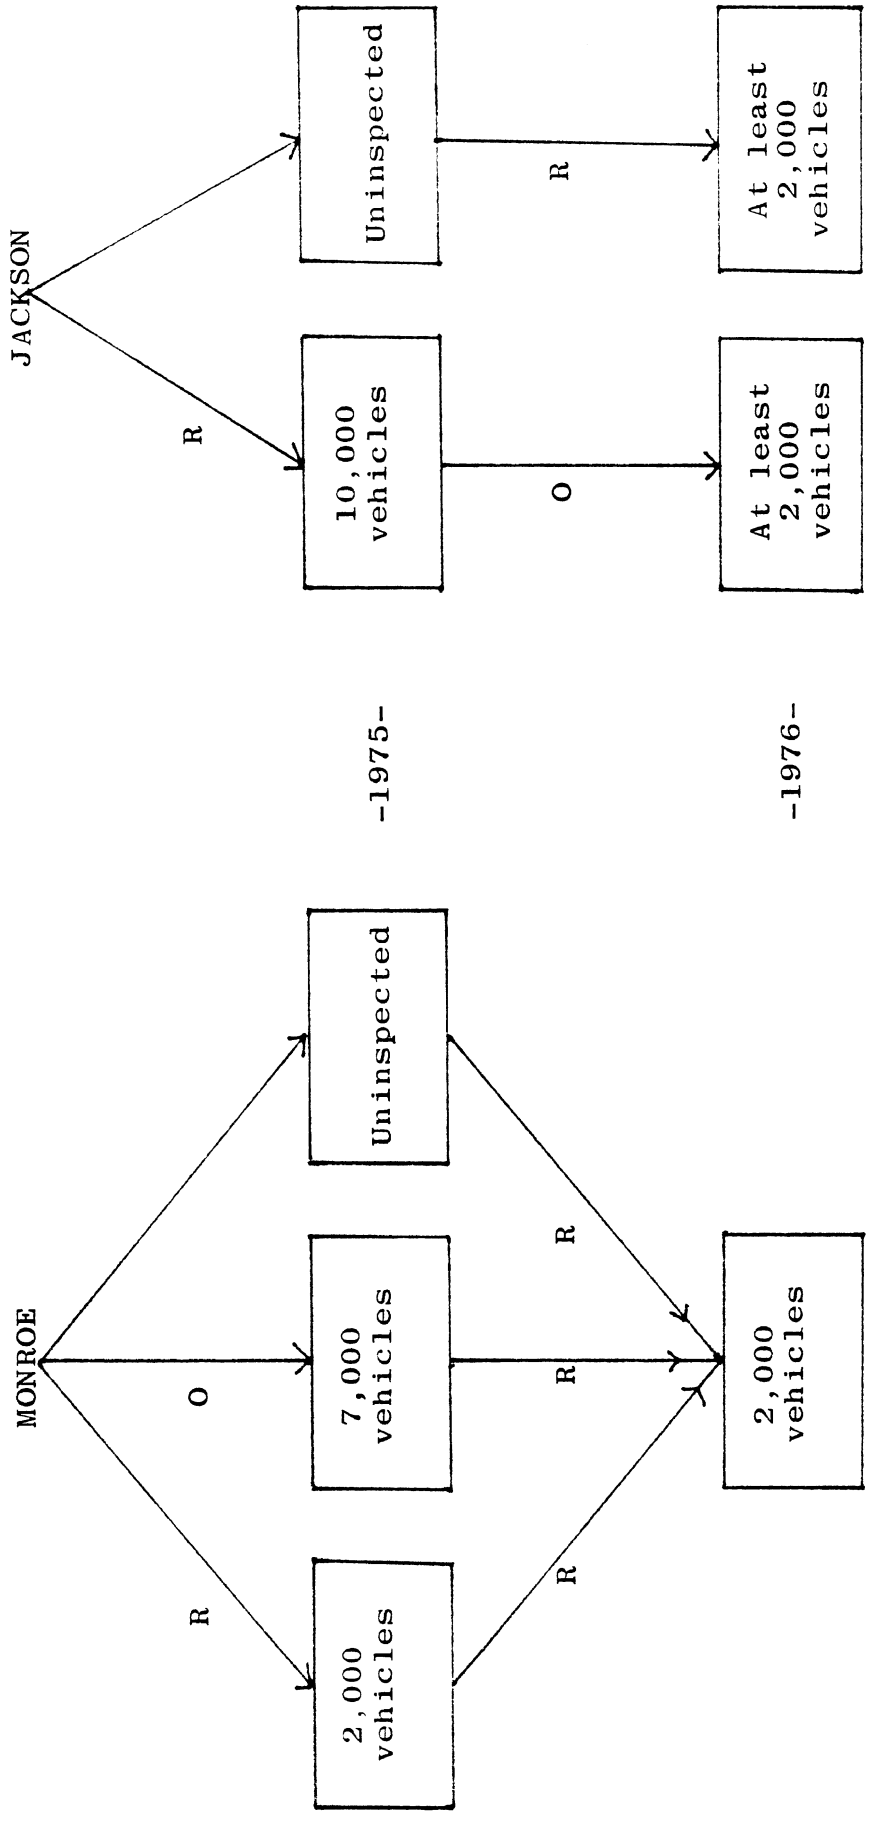 MONROE
R
O
2,000
vehicles
7,000
vehicles
Uninspected
R
R
R
2,000
vehicles
-1975-
-1976-
JACKSON
R
10,000
vehicles
Uninspected
O
R
At least
2,000
vehicles
At least
2,000
vehicles